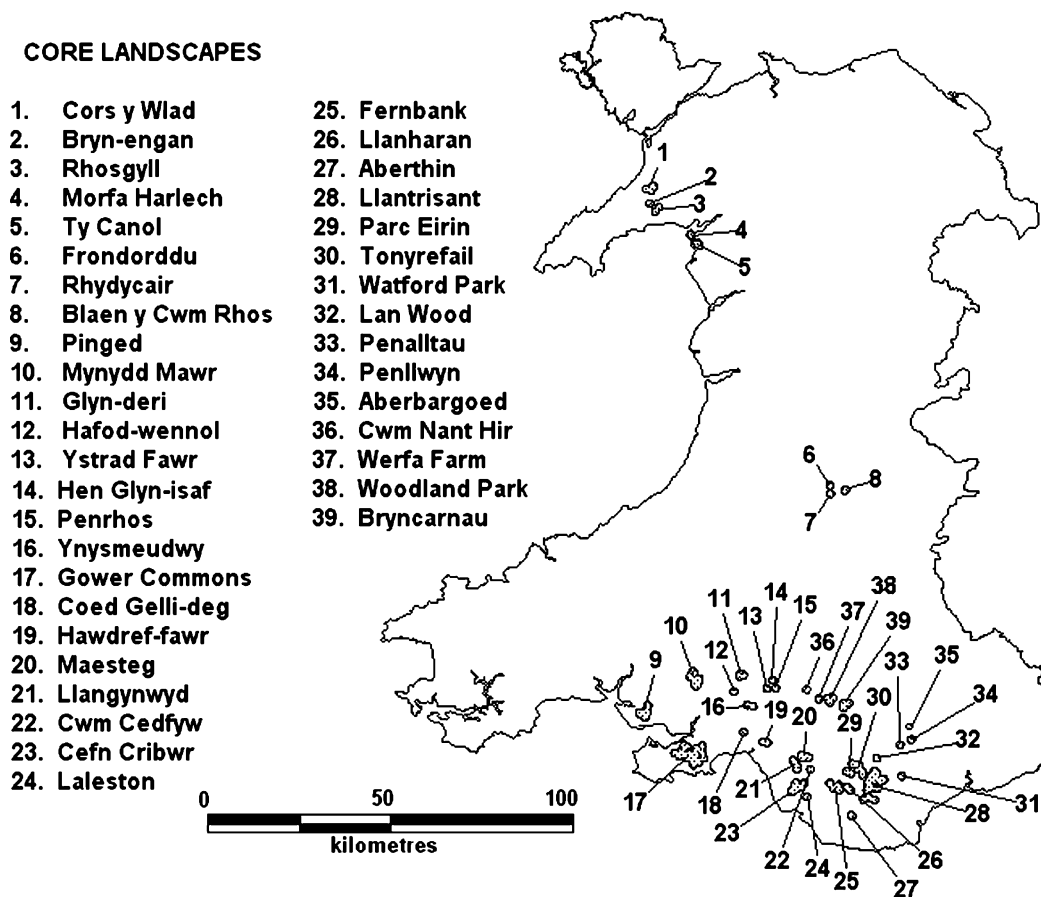 CORE LANDSCAPES
1. Cors y Wlad
2. Bryn-engan
3. Rhosgyll
4. Morfa Harlech
5. Ty Canol
6. Frondorddu
7. Rhydycair
8. Blaen y Cwm Rhos
9. Pinged
10. Mynydd Mawr
11. Glyn-deri
12. Hafod-wennol
13. Ystrad Fawr
14. Hen Glyn-isaf
15. Penrhos
16. Ynysmeudwy
17. Gower Commons
18. Coed Gelli-deg
19. Hawdref-fawr
20. Maesteg
21. Llangynwyd
22. Cwm Cedfyw
23. Cefn Cribwr
24. Laleston
25. Fernbank
26. Llanharan
27. Aberthin
28. Llantrisant
29. Parc Eirin
30. Tonyrefail
31. Watford Park
32. Lan Wood
33. Penalltau
34. Penllwyn
35. Aberbargoed
36. Cwm Nant Hir
37. Werfa Farm
38. Woodland Park
39. Bryncarnau
1
2
3
4
5
6
8
7
38
14
11
15
37
13
39
10
36
12
33
35
9
30
34
16
19
20
29
32
17
18
21
31
23
28
22
24
25
26
27
0 50 100
kilometres